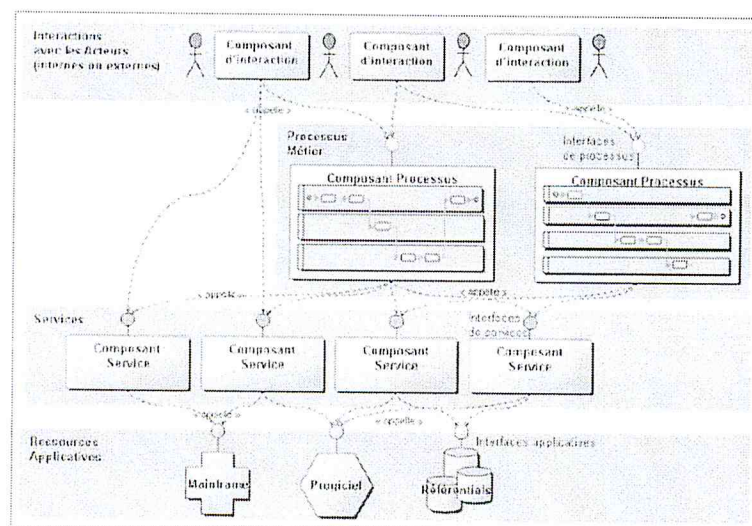 Interactions
avec les Acteurs
(internes ou externes)
Composant
d'interaction
Composant
d'interaction
Composant
d'interaction
« appelle »
« appelle »
Processus
Métier
Interfaces
de processus
Composant Processus
Composant Processus
« appelle »
« appelle »
Services
Interfaces
de services
Composant
Service
Composant
Service
Composant
Service
Composant
Service
« appelle »
« appelle »
Ressources
Applicatives
Interfaces applicatives
Mainframe
Progiciel
Référentiels